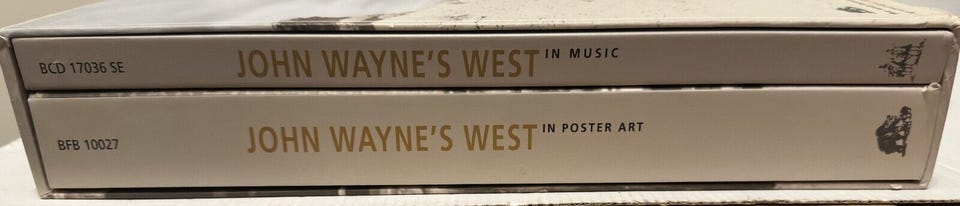 BCD 17036 SE JOHN WAYNE'S WEST IN MUSIC
BFB 10027 JOHN WAYNE'S WEST IN POSTER ART